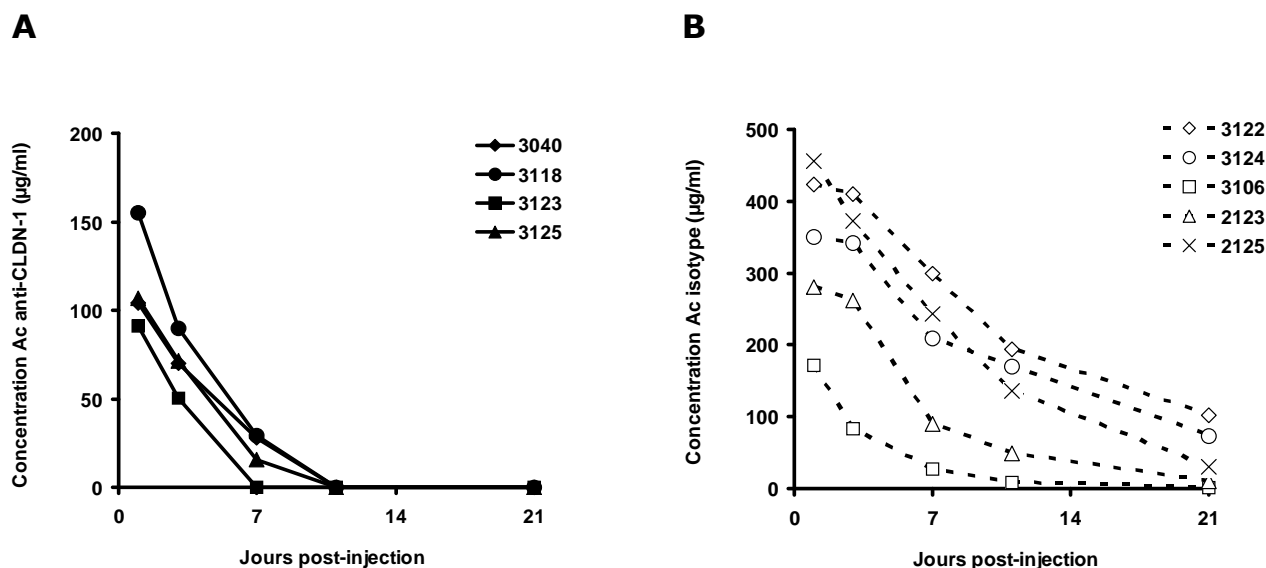 A
Concentration Ac anti-CLDN-1 (µg/ml)
200
150
100
50
0
0 7 14 21
Jours post-injection
3040
3118
3123
3125
B
Concentration Ac isotype (µg/ml)
500
400
300
200
100
0
0 7 14 21
Jours post-injection
3122
3124
3106
2123
2125